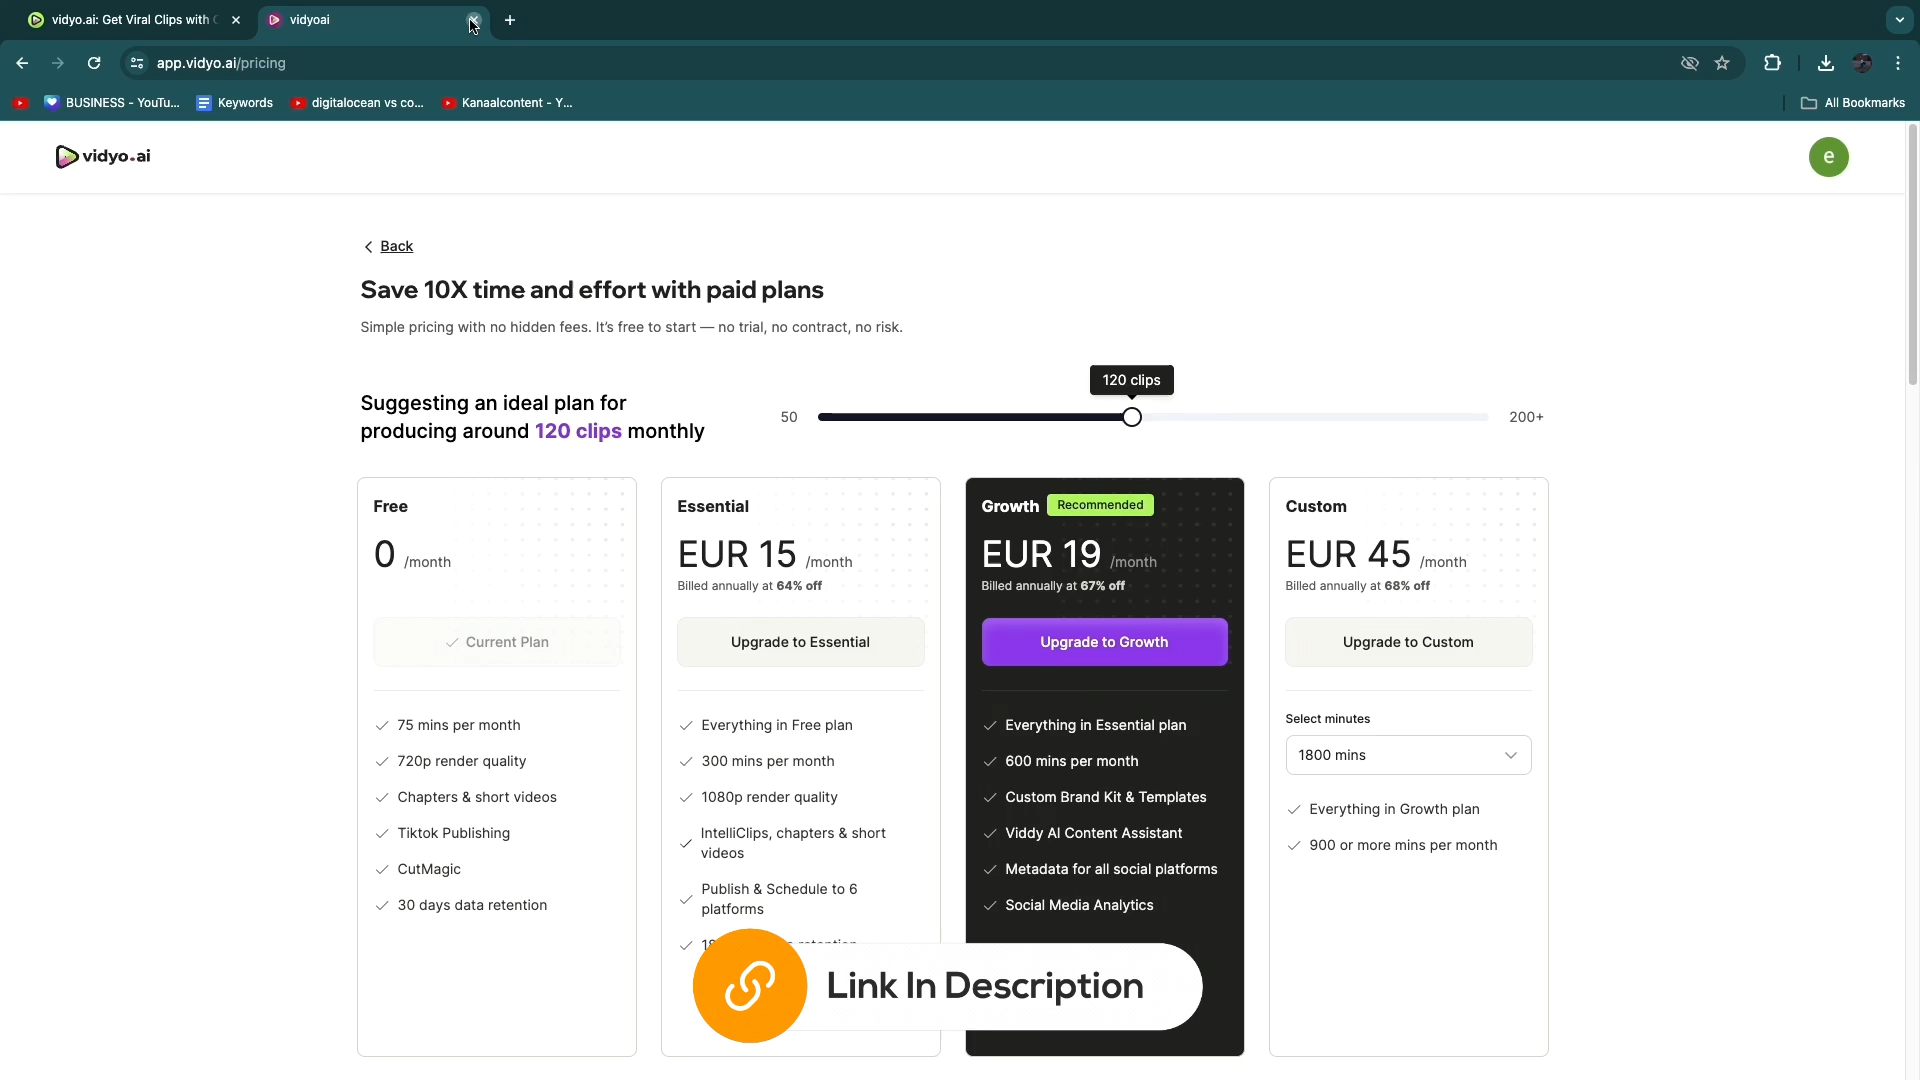 vidyo.ai: Get Viral Clips with
vidyoai
app.vidyo.ai/pricing
BUSINESS - YouTu...
Keywords
digitalocean vs co...
Kanaalcontent - Y...
All Bookmarks
vidyo.ai
e
Back
Save 10X time and effort with paid plans
Simple pricing with no hidden fees. It's free to start — no trial, no contract, no risk.
120 clips
Suggesting an ideal plan for
producing around 120 clips monthly
50
200+
Free
0 /month
Current Plan
75 mins per month
720p render quality
Chapters & short videos
Tiktok Publishing
CutMagic
30 days data retention
Essential
EUR 15 /month
Billed annually at 64% off
Upgrade to Essential
Everything in Free plan
300 mins per month
1080p render quality
IntelliClips, chapters & short
videos
Publish & Schedule to 6
platforms
Growth Recommended
EUR 19 /month
Billed annually at 67% off
Upgrade to Growth
Everything in Essential plan
600 mins per month
Custom Brand Kit & Templates
Viddy AI Content Assistant
Metadata for all social platforms
Social Media Analytics
Custom
EUR 45 /month
Billed annually at 68% off
Upgrade to Custom
Select minutes
1800 mins
Everything in Growth plan
900 or more mins per month
Link In Description